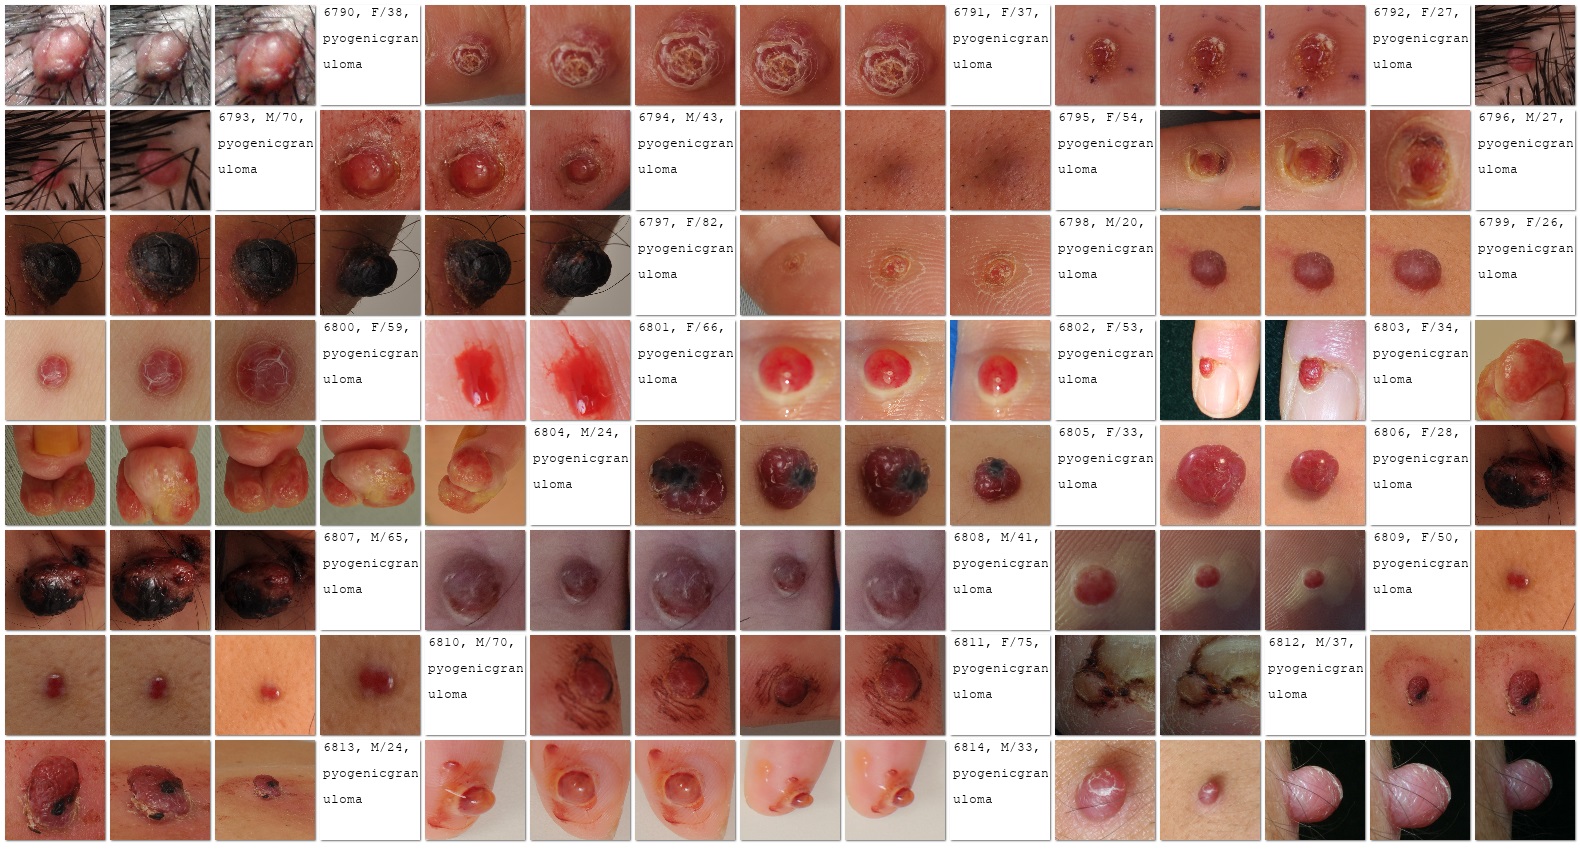 6790, F/38,
pyogenicgran
uloma
6791, F/37,
pyogenicgran
uloma
6792, F/27,
pyogenicgran
uloma
6793, M/70,
pyogenicgran
uloma
6794, M/43,
pyogenicgran
uloma
6795, F/54,
pyogenicgran
uloma
6796, M/27,
pyogenicgran
uloma
6797, F/82,
pyogenicgran
uloma
6798, M/20,
pyogenicgran
uloma
6799, F/26,
pyogenicgran
uloma
6800, F/59,
pyogenicgran
uloma
6801, F/66,
pyogenicgran
uloma
6802, F/53,
pyogenicgran
uloma
6803, F/34,
pyogenicgran
uloma
6804, M/24,
pyogenicgran
uloma
6805, F/33,
pyogenicgran
uloma
6806, F/28,
pyogenicgran
uloma
6807, M/65,
pyogenicgran
uloma
6808, M/41,
pyogenicgran
uloma
6809, F/50,
pyogenicgran
uloma
6810, M/70,
pyogenicgran
uloma
6811, F/75,
pyogenicgran
uloma
6812, M/37,
pyogenicgran
uloma
6813, M/24,
pyogenicgran
uloma
6814, M/33,
pyogenicgran
uloma